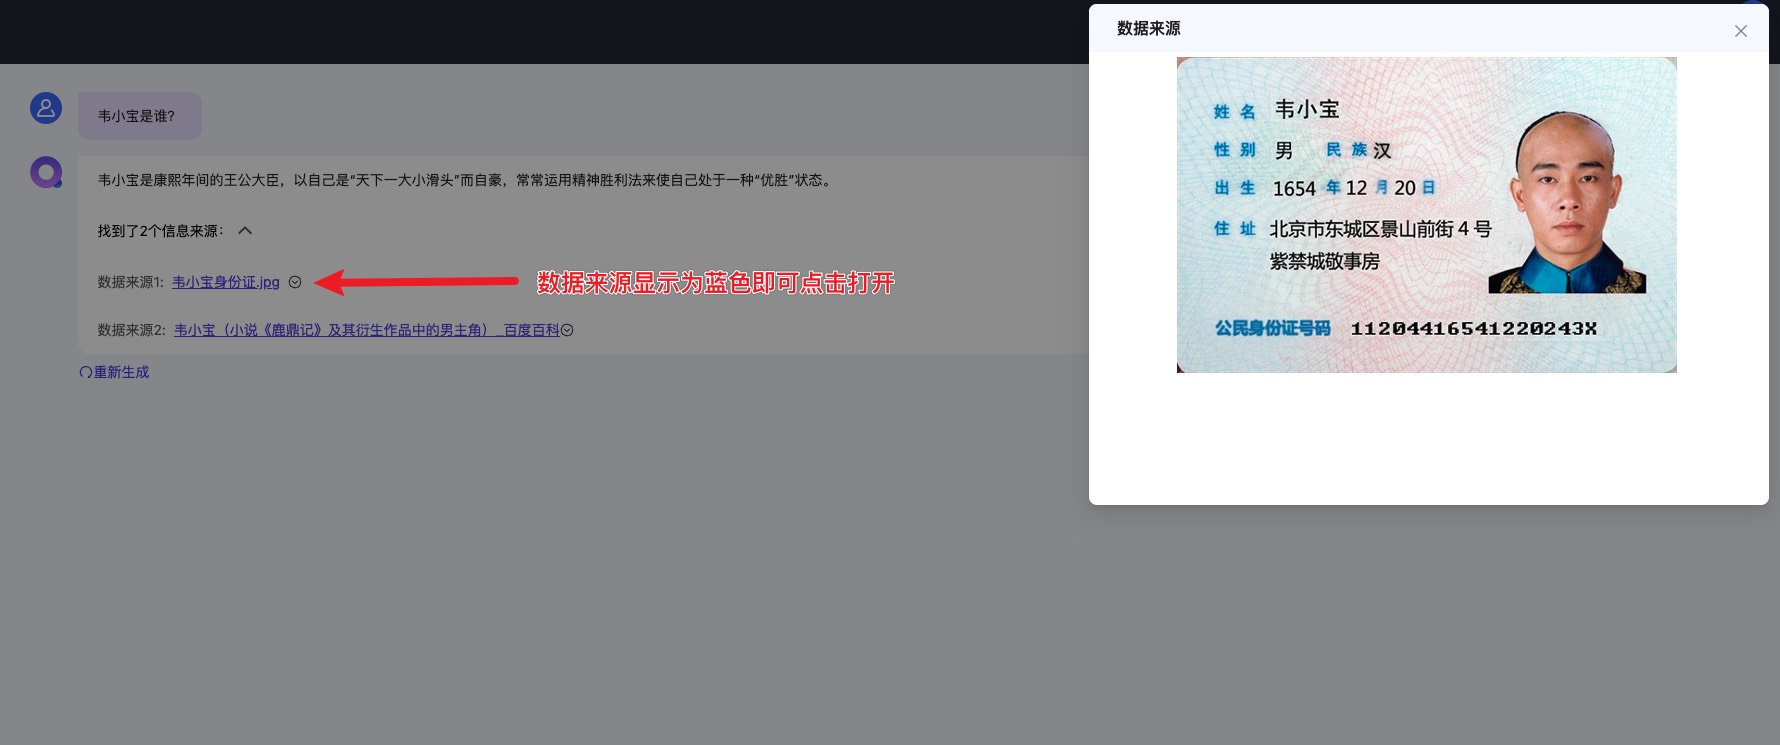 韦小宝是谁?
韦小宝是康熙年间的王公大臣，以自己是“天下一大小滑头”而自豪，常常运用精神胜利法来使自己处于一种“优胜”状态。
找到了2个信息来源：
数据来源1: 韦小宝身份证.jpg
数据来源显示为蓝色即可点击打开
数据来源2: 韦小宝（小说《鹿鼎记》及其衍生作品中的男主角）_百度百科
重新生成
数据来源
姓 名 韦小宝
性 别 男 民 族 汉
出 生 1654 年 12 月 20 日
住 址 北京市东城区景山前街４号
紫禁城敬事房
公民身份证号码 11204416541220243X